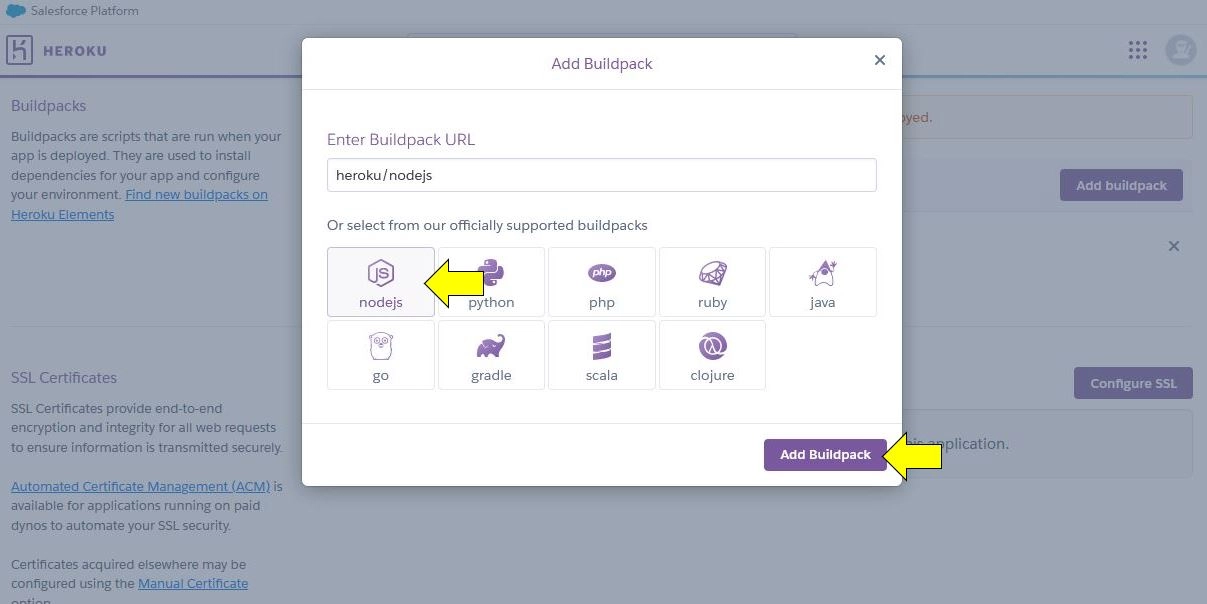 Salesforce Platform
HEROKU
Buildpacks
Buildpacks are scripts that are run when your
app is deployed. They are used to install
dependencies for your app and configure
your environment. Find new buildpacks on
Heroku Elements
SSL Certificates
SSL Certificates provide end-to-end
encryption and integrity for all web requests
to ensure information is transmitted securely.
Automated Certificate Management (ACM) is
available for applications running on paid
dynos to automate your SSL security.
Certificates acquired elsewhere may be
configured using the Manual Certificate
option
Add Buildpack
Enter Buildpack URL
heroku/nodejs
Or select from our officially supported buildpacks
JS
php
nodejs
python
php
ruby
java
go
gradle
scala
clojure
Add Buildpack
Add buildpack
Configure SSL
application.